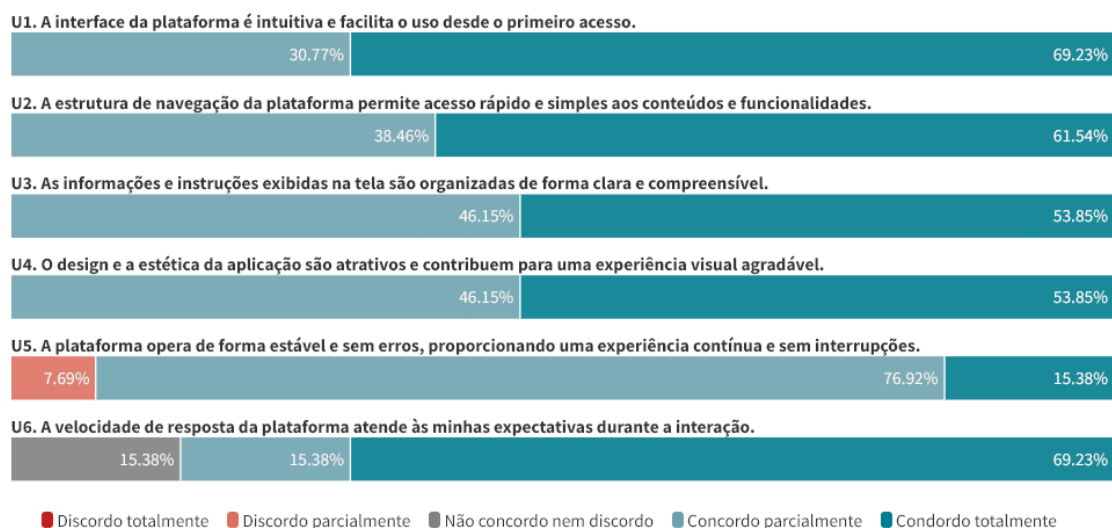 U1. A interface da plataforma é intuitiva e facilita o uso desde o primeiro acesso.
30.77% 69.23%
U2. A estrutura de navegação da plataforma permite acesso rápido e simples aos conteúdos e funcionalidades.
38.46% 61.54%
U3. As informações e instruções exibidas na tela são organizadas de forma clara e compreensível.
46.15% 53.85%
U4. O design e a estética da aplicação são atrativos e contribuem para uma experiência visual agradável.
46.15% 53.85%
U5. A plataforma opera de forma estável e sem erros, proporcionando uma experiência contínua e sem interrupções.
7.69% 76.92% 15.38%
U6. A velocidade de resposta da plataforma atende às minhas expectativas durante a interação.
15.38% 15.38% 69.23%
Discordo totalmente Discordo parcialmente Não concordo nem discordo Concordo parcialmente Condordo totalmente